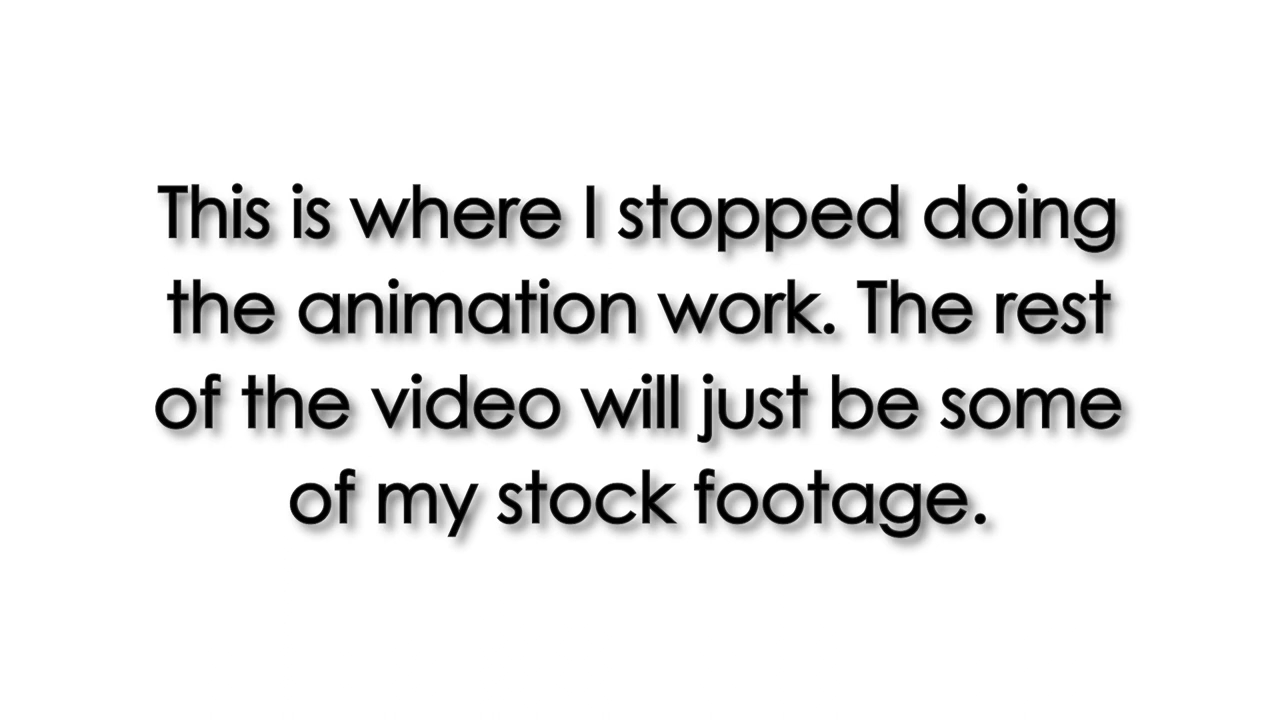 This is where I stopped doing
the animation work. The rest
of the video will just be some
of my stock footage.